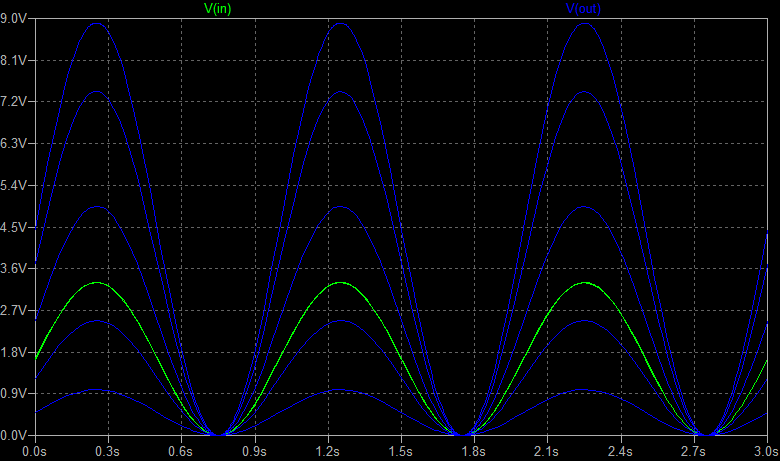 V(in) V(out)
9.0V
8.1V
7.2V
6.3V
5.4V
4.5V
3.6V
2.7V
1.8V
0.9V
0.0V
0.0s 0.3s 0.6s 0.9s 1.2s 1.5s 1.8s 2.1s 2.4s 2.7s 3.0s